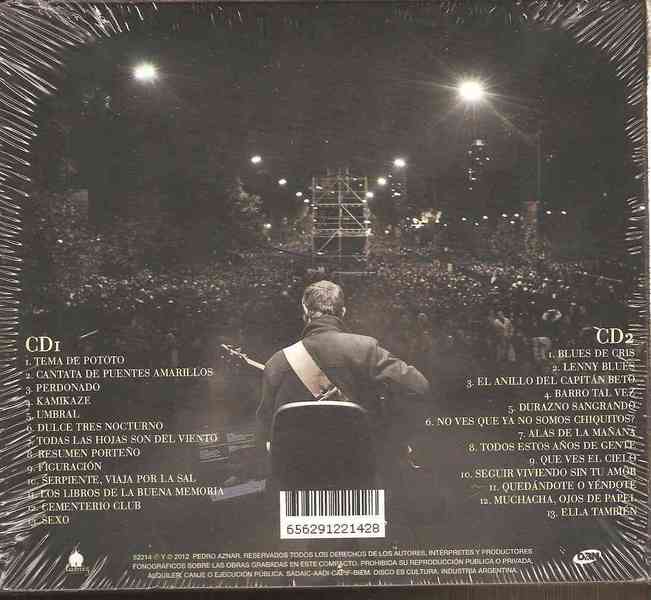 CD1
1. TEMA DE POTOTO
2. CANTATA DE PUENTES AMARILLOS
3. PERDONADO
4. KAMIKAZE
5. UMBRAL
6. DULCE TRES NOCTURNO
7. TODAS LAS HOJAS SON DEL VIENTO
8. RESUMEN PORTEÑO
9. FIGURACIÓN
10. SERPIENTE, VIAJA POR LA SAL
11. LOS LIBROS DE LA BUENA MEMORIA
12. CEMENTERIO CLUB
13. SEXO
CD2
1. BLUES DE CRIS
2. LENNY BLUES
3. EL ANILLO DEL CAPITÁN BETO
4. BARRO TAL VEZ
5. DURAZNO SANGRANDO
6. NO VES QUE YA NO SOMOS CHIQUITOS?
7. ALAS DE LA MAÑANA
8. TODOS ESTOS AÑOS DE GENTE
9. QUE VES EL CIELO
10. SEGUIR VIVIENDO SIN TU AMOR
11. QUEDÁNDOTE O YÉNDOTE
12. MUCHACHA, OJOS DE PAPEL
13. ELLA TAMBIÉN
656291221428
52214 ℗ Y © 2012 PEDRO AZNAR. RESERVADOS TODOS LOS DERECHOS DE LOS AUTORES, INTÉRPRETES Y PRODUCTORES
FONOGRÁFICOS SOBRE LAS OBRAS GRABADAS EN ESTE COMPACTO. PROHIBIDA SU REPRODUCCIÓN PÚBLICA O PRIVADA,
ALQUILER, CANJE O EJECUCIÓN PÚBLICA. SADAIC-AADI-CAPIF-BIEM. DISCO ES CULTURA. INDUSTRIA ARGENTINA.
DBN